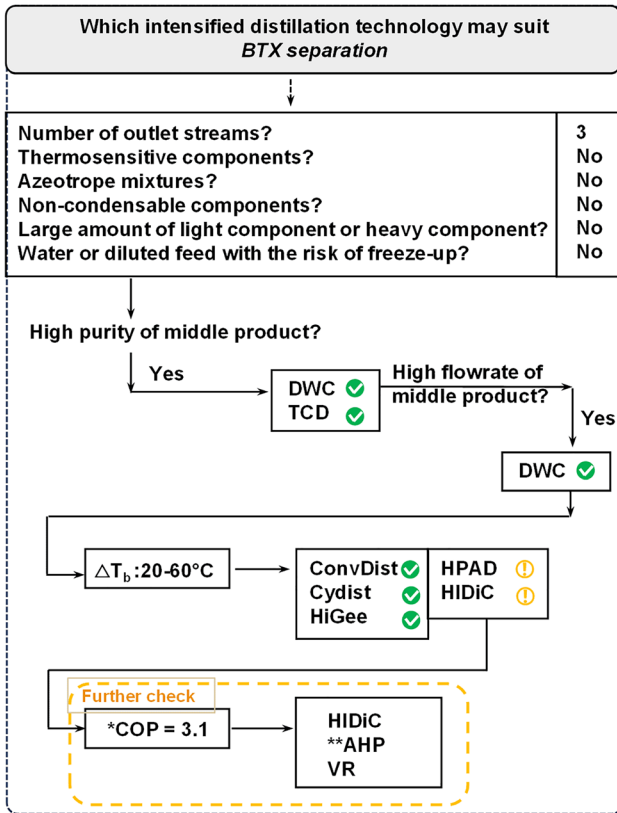 Which intensified distillation technology may suit
BTX separation
Number of outlet streams? 3
Thermosensitive components? No
Azeotrope mixtures? No
Non-condensable components? No
Large amount of light component or heavy component? No
Water or diluted feed with the risk of freeze-up? No
High purity of middle product?
Yes
DWC
TCD
High flowrate of
middle product?
Yes
DWC
△Tb:20-60°C
ConvDist
Cydist
HiGee
HPAD
HIDiC
Further check
*COP = 3.1
HIDiC
**AHP
VR